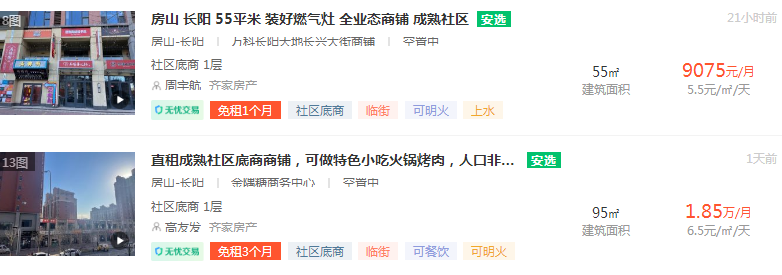 8图
房山 长阳 55平米 装好燃气灶 全业态商铺 成熟社区 安选
21小时前
房山-长阳 万科长阳天地长兴大街商铺 空置中
社区底商 1层
55㎡
建筑面积
9075元/月
5.5元/㎡/天
周宇航 齐家房产
无忧交易 免租1个月 社区底商 临街 可明火 上水
13图
直租成熟社区底商商铺，可做特色小吃火锅烤肉，人口非... 安选
1天前
房山-长阳 金隅糖商务中心 空置中
社区底商 1层
95㎡
建筑面积
1.85万/月
6.5元/㎡/天
高友发 齐家房产
无忧交易 免租3个月 社区底商 临街 可餐饮 可明火